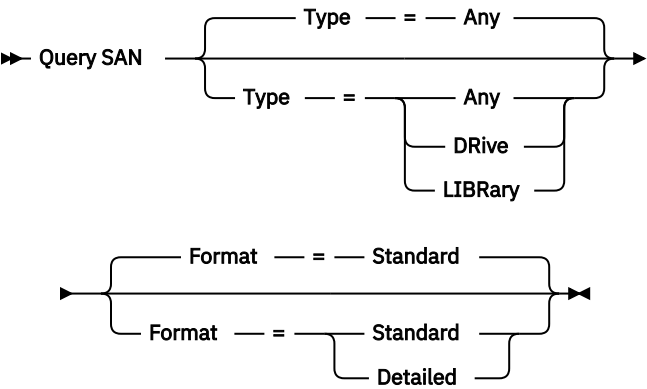 Type = Any
Query SAN
Type = Any
DRive
LIBRary
Format = Standard
Format = Standard
Detailed